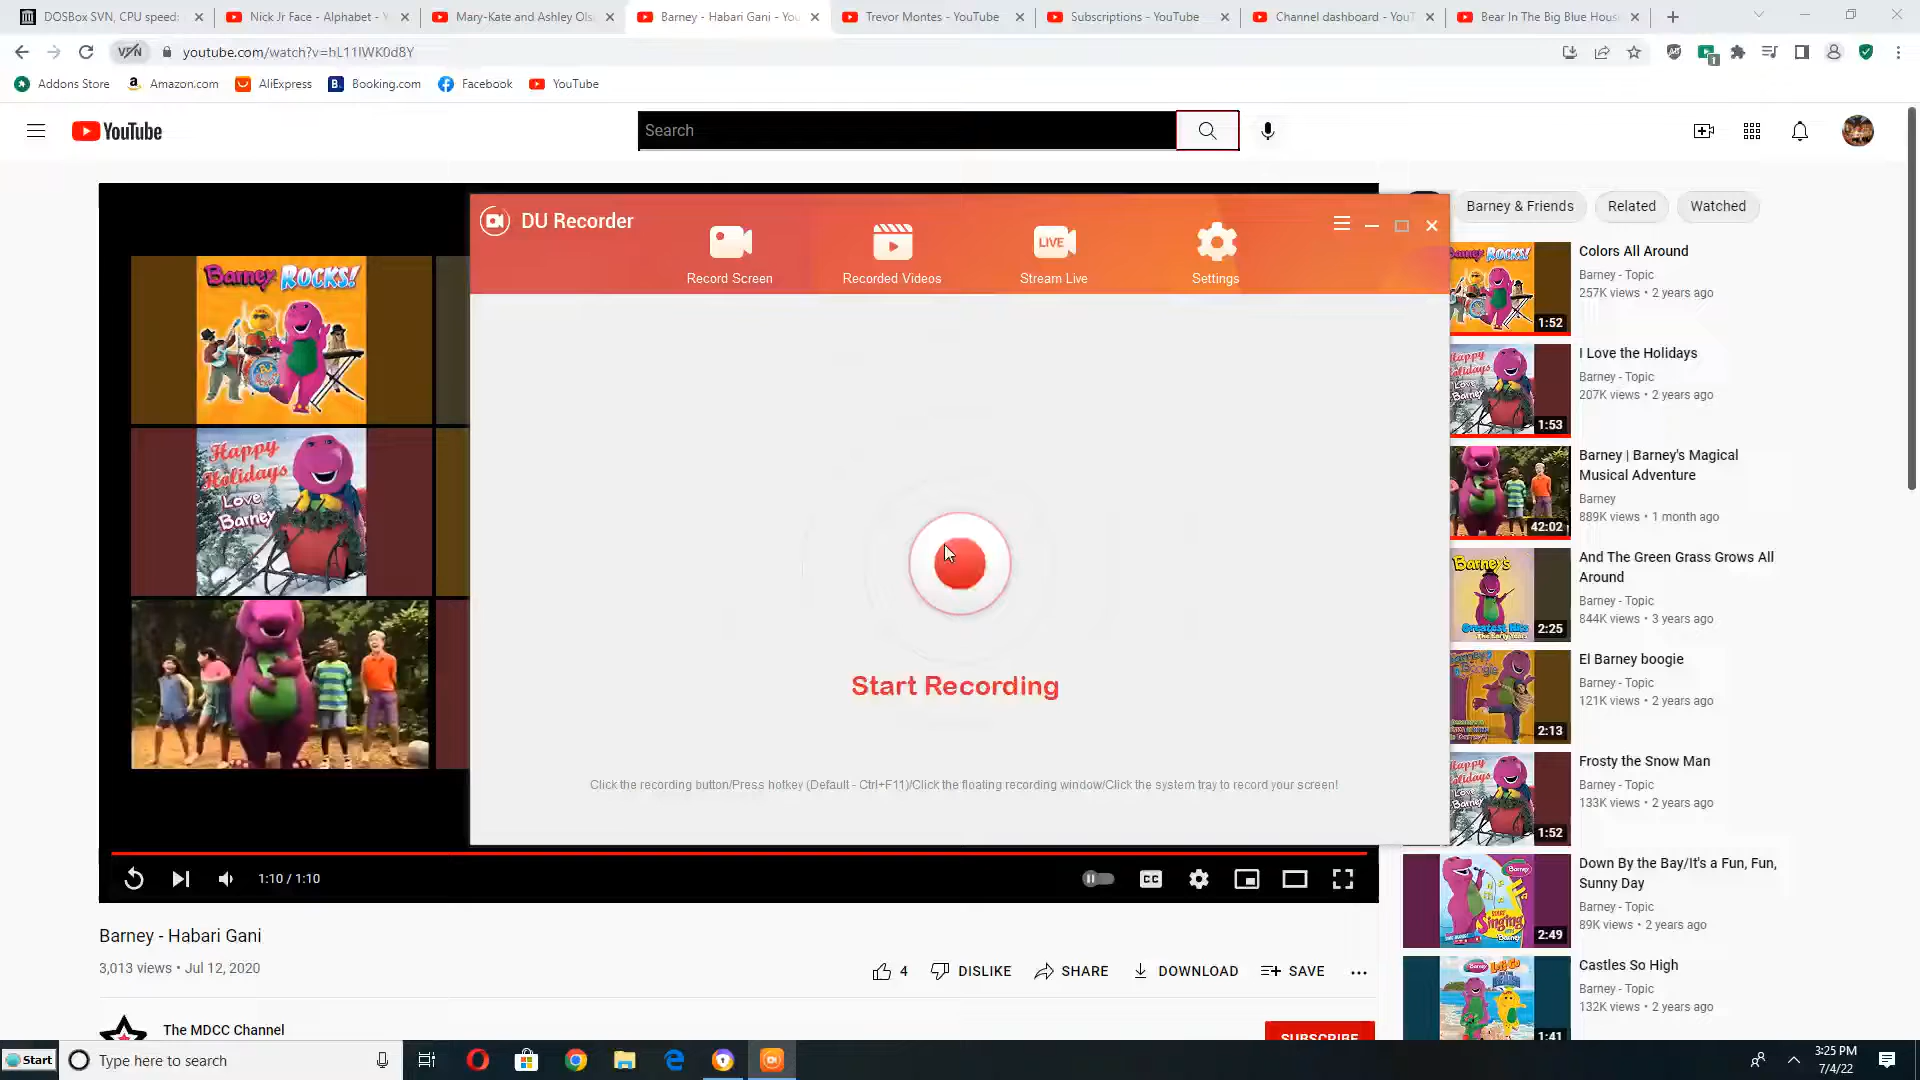 DOSBox SVN, CPU speed:
Nick Jr Face - Alphabet - Y
Mary-Kate and Ashley Ols
Barney - Habari Gani - You
Trevor Montes - YouTube
Subscriptions - YouTube
Channel dashboard - YouT
Bear In The Big Blue Hous
VPN
youtube.com/watch?v=hL11lWK0d8Y
1
Addons Store
Amazon.com
AliExpress
B.
Booking.com
Facebook
YouTube
YouTube
Search
DU Recorder
Record Screen
Recorded Videos
LIVE
Stream Live
Settings
Barney & Friends
Related
Watched
Barney ROCKS!
Happy Holidays Love Barney
Start Recording
Click the recording button/Press hotkey (Default - Ctrl+F11)/Click the floating recording window/Click the system tray to record your screen!
Colors All Around
Barney - Topic
257K views • 2 years ago
1:52
I Love the Holidays
Barney - Topic
207K views • 2 years ago
1:53
Barney | Barney's Magical
Musical Adventure
Barney
889K views • 1 month ago
42:02
And The Green Grass Grows All
Around
Barney - Topic
844K views • 3 years ago
2:25
El Barney boogie
Barney - Topic
121K views • 2 years ago
2:13
Frosty the Snow Man
Barney - Topic
133K views • 2 years ago
1:52
Down By the Bay/It's a Fun, Fun,
Sunny Day
Barney - Topic
89K views • 2 years ago
2:49
Castles So High
Barney - Topic
132K views • 2 years ago
1:41
1:10 / 1:10
CC
Barney - Habari Gani
3,013 views • Jul 12, 2020
4
DISLIKE
SHARE
DOWNLOAD
SAVE
The MDCC Channel
SUBSCRIBE
Start
Type here to search
3:25 PM
7/4/22